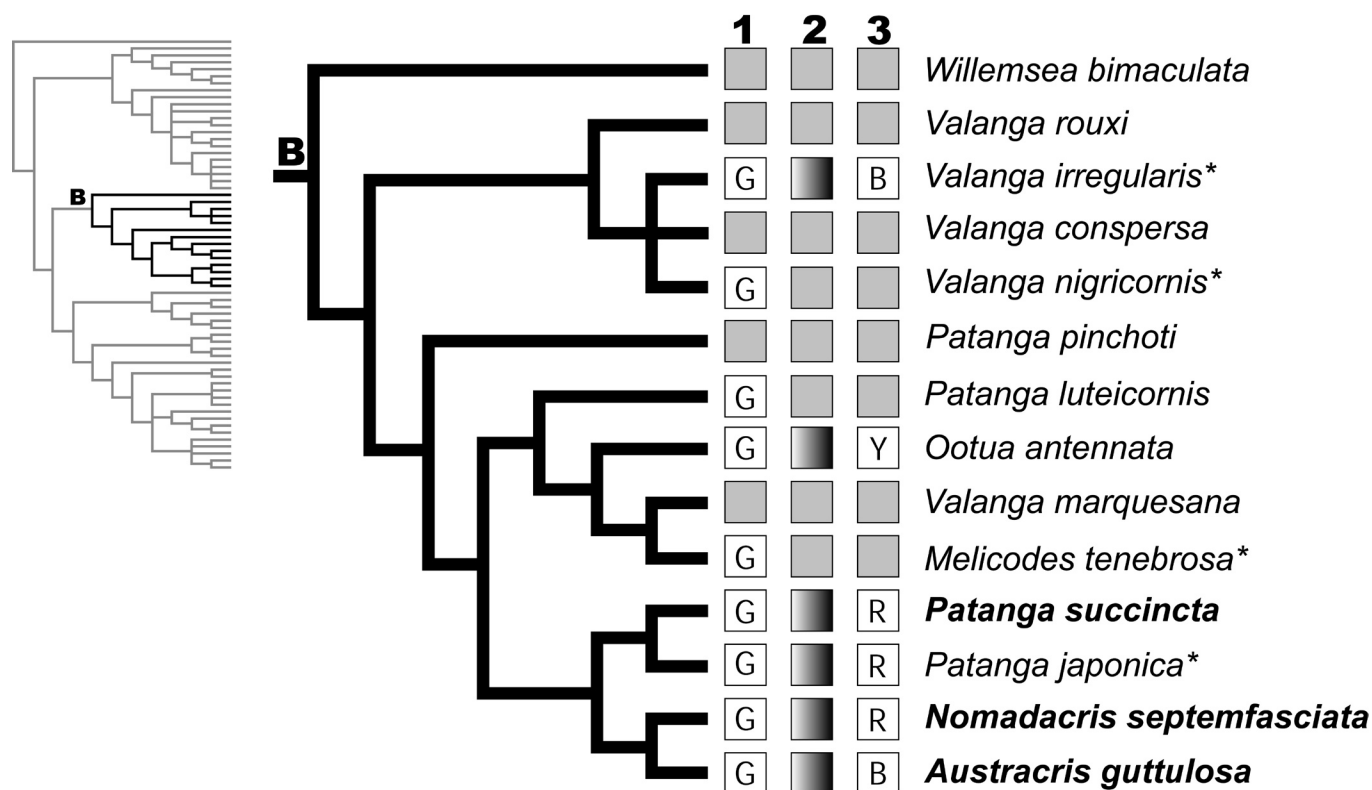 1 2 3
Willemsea bimaculata
Valanga rouxi
B
B
G B Valanga irregularis*
Valanga conspersa
G Valanga nigricornis*
Patanga pinchoti
G Patanga luteicornis
G Y Ootua antennata
Valanga marquesana
G Melicodes tenebrosa*
G R Patanga succincta
G R Patanga japonica*
G R Nomadacris septemfasciata
G B Austracris guttulosa